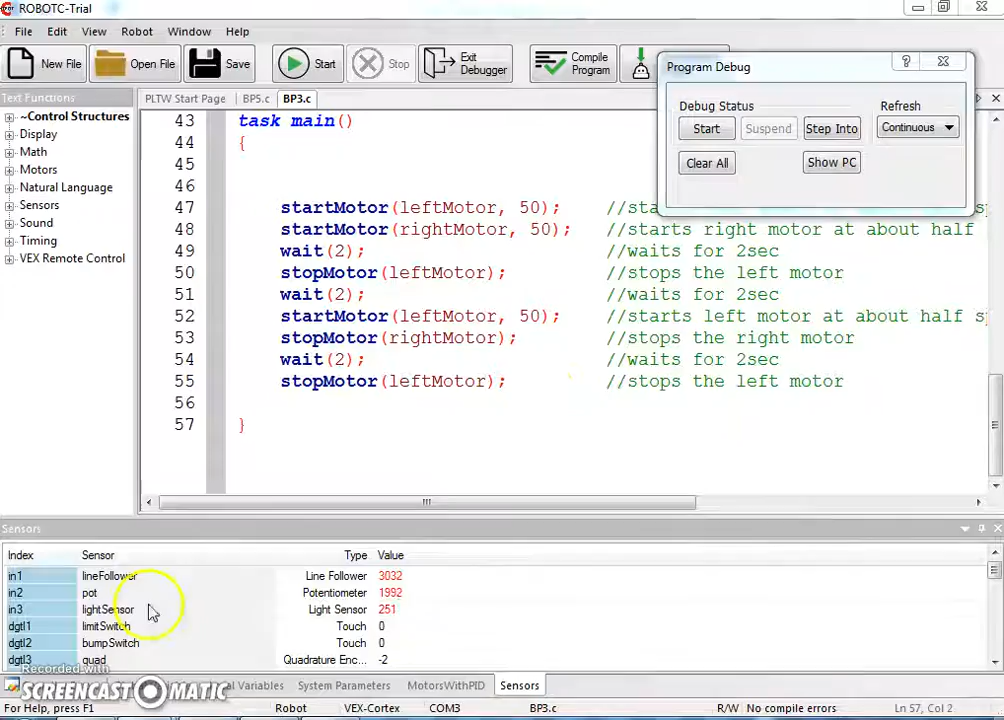 ROBOTC-Trial
File Edit View Robot Window Help
New File Open File Save Start Stop Exit Debugger Compile Program
Program Debug
?
Debug Status Refresh
Start Suspend Step Into Continuous
Clear All Show PC
Text Functions
~Control Structures
Display
Math
Motors
Natural Language
Sensors
Sound
Timing
VEX Remote Control
PLTW Start Page BP5.c BP3.c
43 task main()
44 {
45
46
47 startMotor(leftMotor, 50);
48 startMotor(rightMotor, 50); //starts right motor at about half
49 wait(2); //waits for 2sec
50 stopMotor(leftMotor); //stops the left motor
51 wait(2); //waits for 2sec
52 startMotor(leftMotor, 50); //starts left motor at about half
53 stopMotor(rightMotor); //stops the right motor
54 wait(2); //waits for 2sec
55 stopMotor(leftMotor); //stops the left motor
56
57 }
Sensors
Index Sensor Type Value
in1 lineFollower Line Follower 3032
in2 pot Potentiometer 1992
in3 lightSensor Light Sensor 251
dgtl1 limitSwitch Touch 0
dgtl2 bumpSwitch Touch 0
dgtl3 quad Quadrature Enc... -2
Recorded with
SCREENCAST MATIC
Variables System Parameters MotorsWithPID Sensors
For Help, press F1 Robot VEX-Cortex COM3 BP3.c R/W No compile errors Ln 57, Col 2